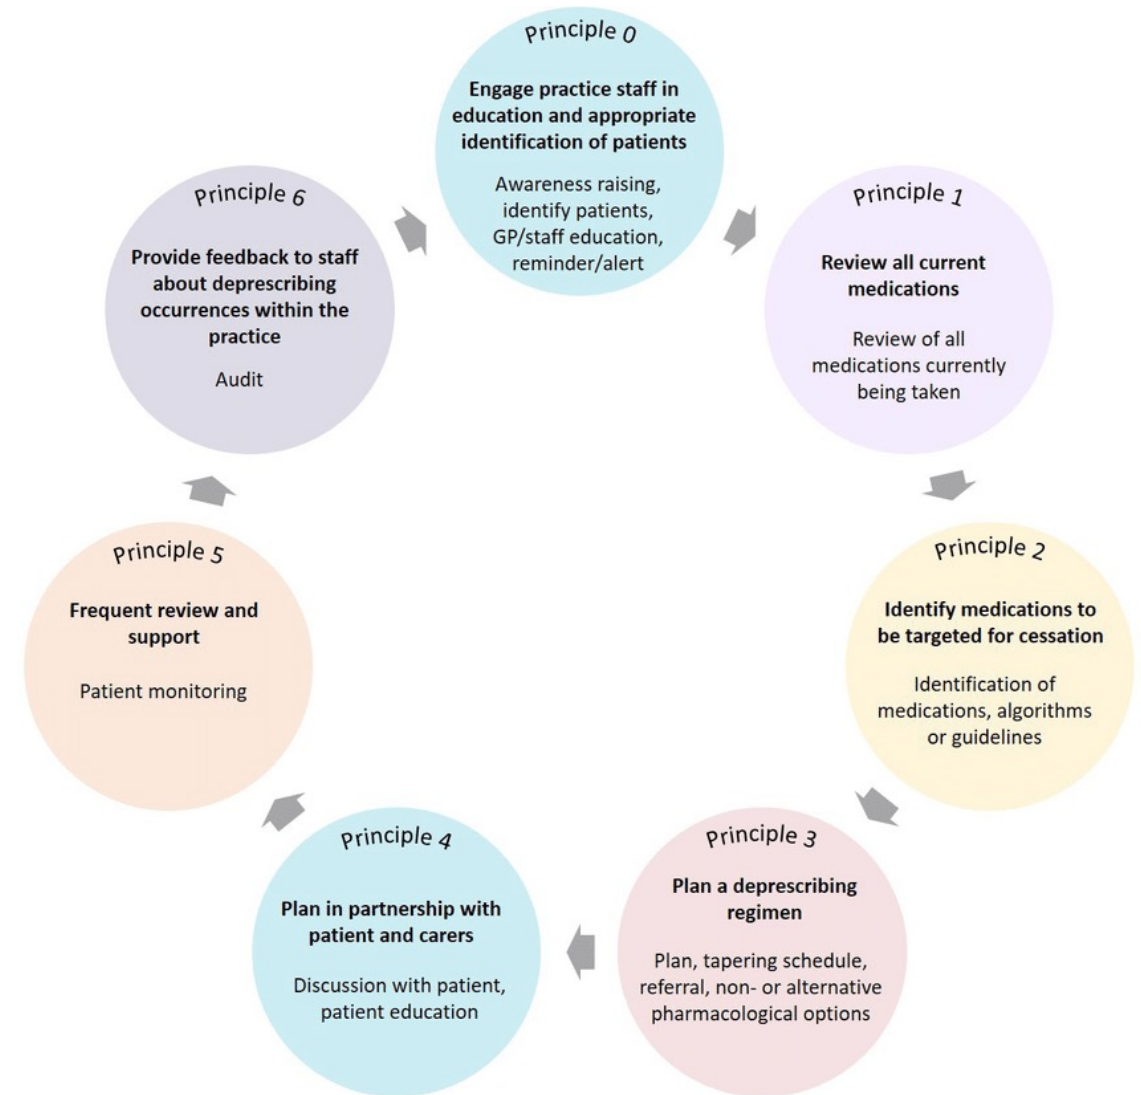 Principle 0
Engage practice staff in
education and appropriate
identification of patients
Awareness raising,
identify patients,
GP/staff education,
reminder/alert
Principle 1
Review all current
medications
Review of all
medications currently
being taken
Principle 2
Identify medications to
be targeted for cessation
Identification of
medications, algorithms
or guidelines
Principle 3
Plan a deprescribing
regimen
Plan, tapering schedule,
referral, non- or alternative
pharmacological options
Principle 4
Plan in partnership with
patient and carers
Discussion with patient,
patient education
Principle 5
Frequent review and
support
Patient monitoring
Principle 6
Provide feedback to staff
about deprescribing
occurrences within the
practice
Audit